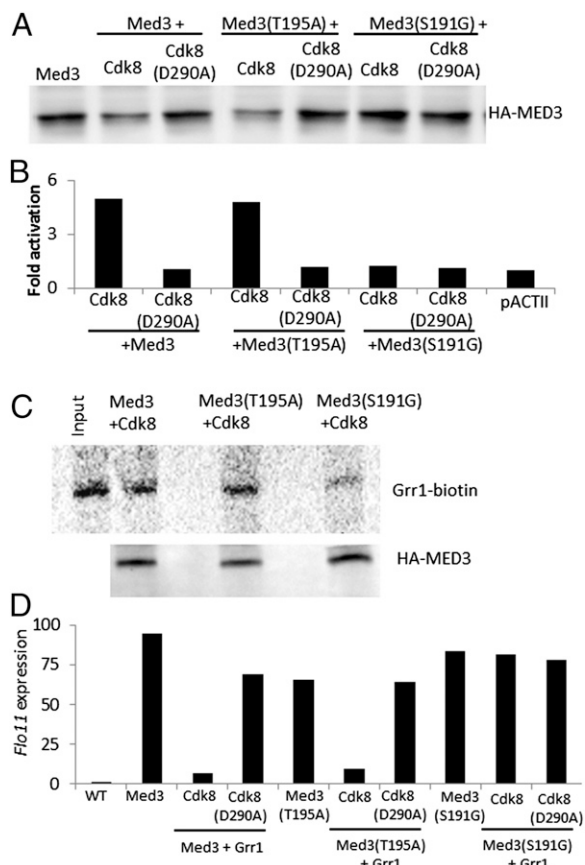 A
Med3 + Med3(T195A) + Med3(S191G) +
Med3 Cdk8 Cdk8 (D290A) Cdk8 Cdk8 (D290A) Cdk8 Cdk8 (D290A)
HA-MED3
B
Fold activation
6
3
0
Cdk8 Cdk8 (D290A) Cdk8 Cdk8 (D290A) Cdk8 Cdk8 (D290A) pACTII
+Med3 +Med3(T195A) +Med3(S191G)
C
Input
Med3 +Cdk8
Med3(T195A) +Cdk8
Med3(S191G) +Cdk8
Grr1-biotin
HA-MED3
D
Flo11 expression
100
75
50
25
0
WT Med3 Cdk8 Cdk8 (D290A) Med3 (T195A) Cdk8 Cdk8 (D290A) Med3 (S191G) Cdk8 Cdk8 (D290A)
Med3 + Grr1 Med3(T195A) + Grr1 Med3(S191G) + Grr1